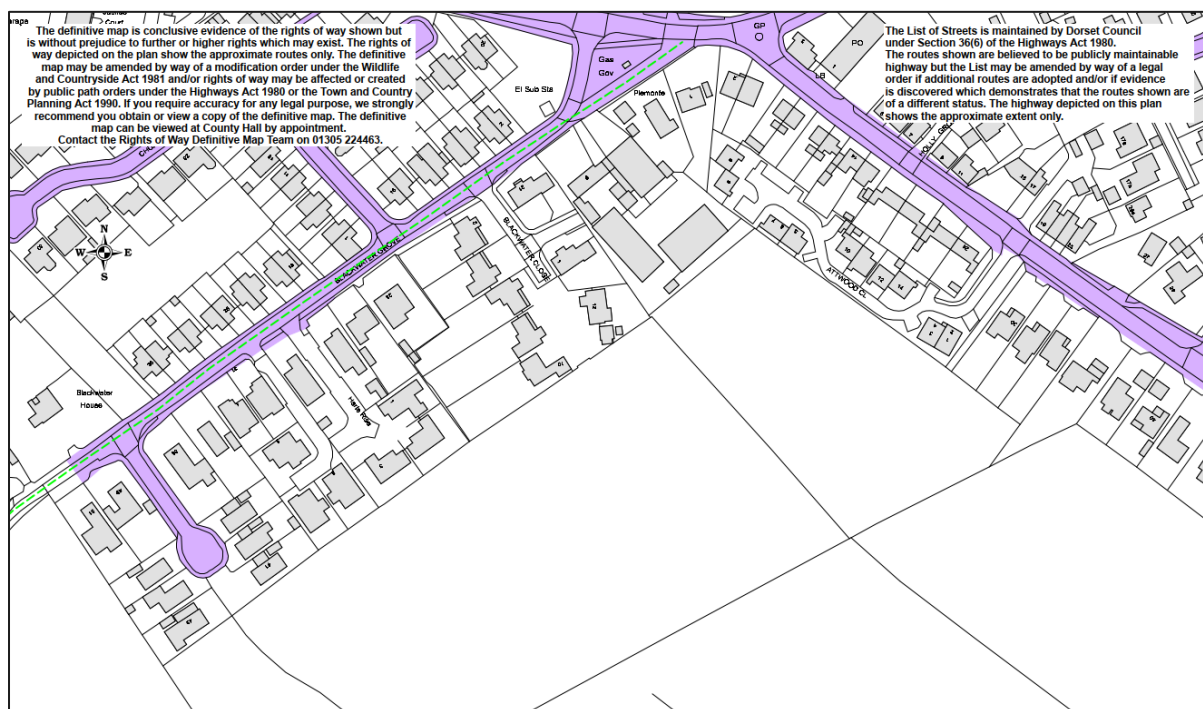 The definitive map is conclusive evidence of the rights of way shown but
is without prejudice to further or higher rights which may exist. The rights of
way depicted on the plan show the approximate routes only. The definitive
map may be amended by way of a modification order under the Wildlife
and Countryside Act 1981 and/or rights of way may be affected or created
by public path orders under the Highways Act 1980 or the Town and Country
Planning Act 1990. If you require accuracy for any legal purpose, we strongly
recommend you obtain or view a copy of the definitive map. The definitive
map can be viewed at County Hall by appointment.
Contact the Rights of Way Definitive Map Team on 01305 224463.
The List of Streets is maintained by Dorset Council
under Section 36(6) of the Highways Act 1980.
The routes shown are believed to be publicly maintainable
highway but the List may be amended by way of a legal
order if additional routes are adopted and/or if evidence
is discovered which demonstrates that the routes shown are
of a different status. The highway depicted on this plan
shows the approximate extent only.
Court
GP
PO
LB
Gas
Gov
El Sub Sta
Piemonte
N
W E
S
BLACKWATER GROVE
BLACKWATER CLOSE
ATTWOOD CL
Blackwater
House